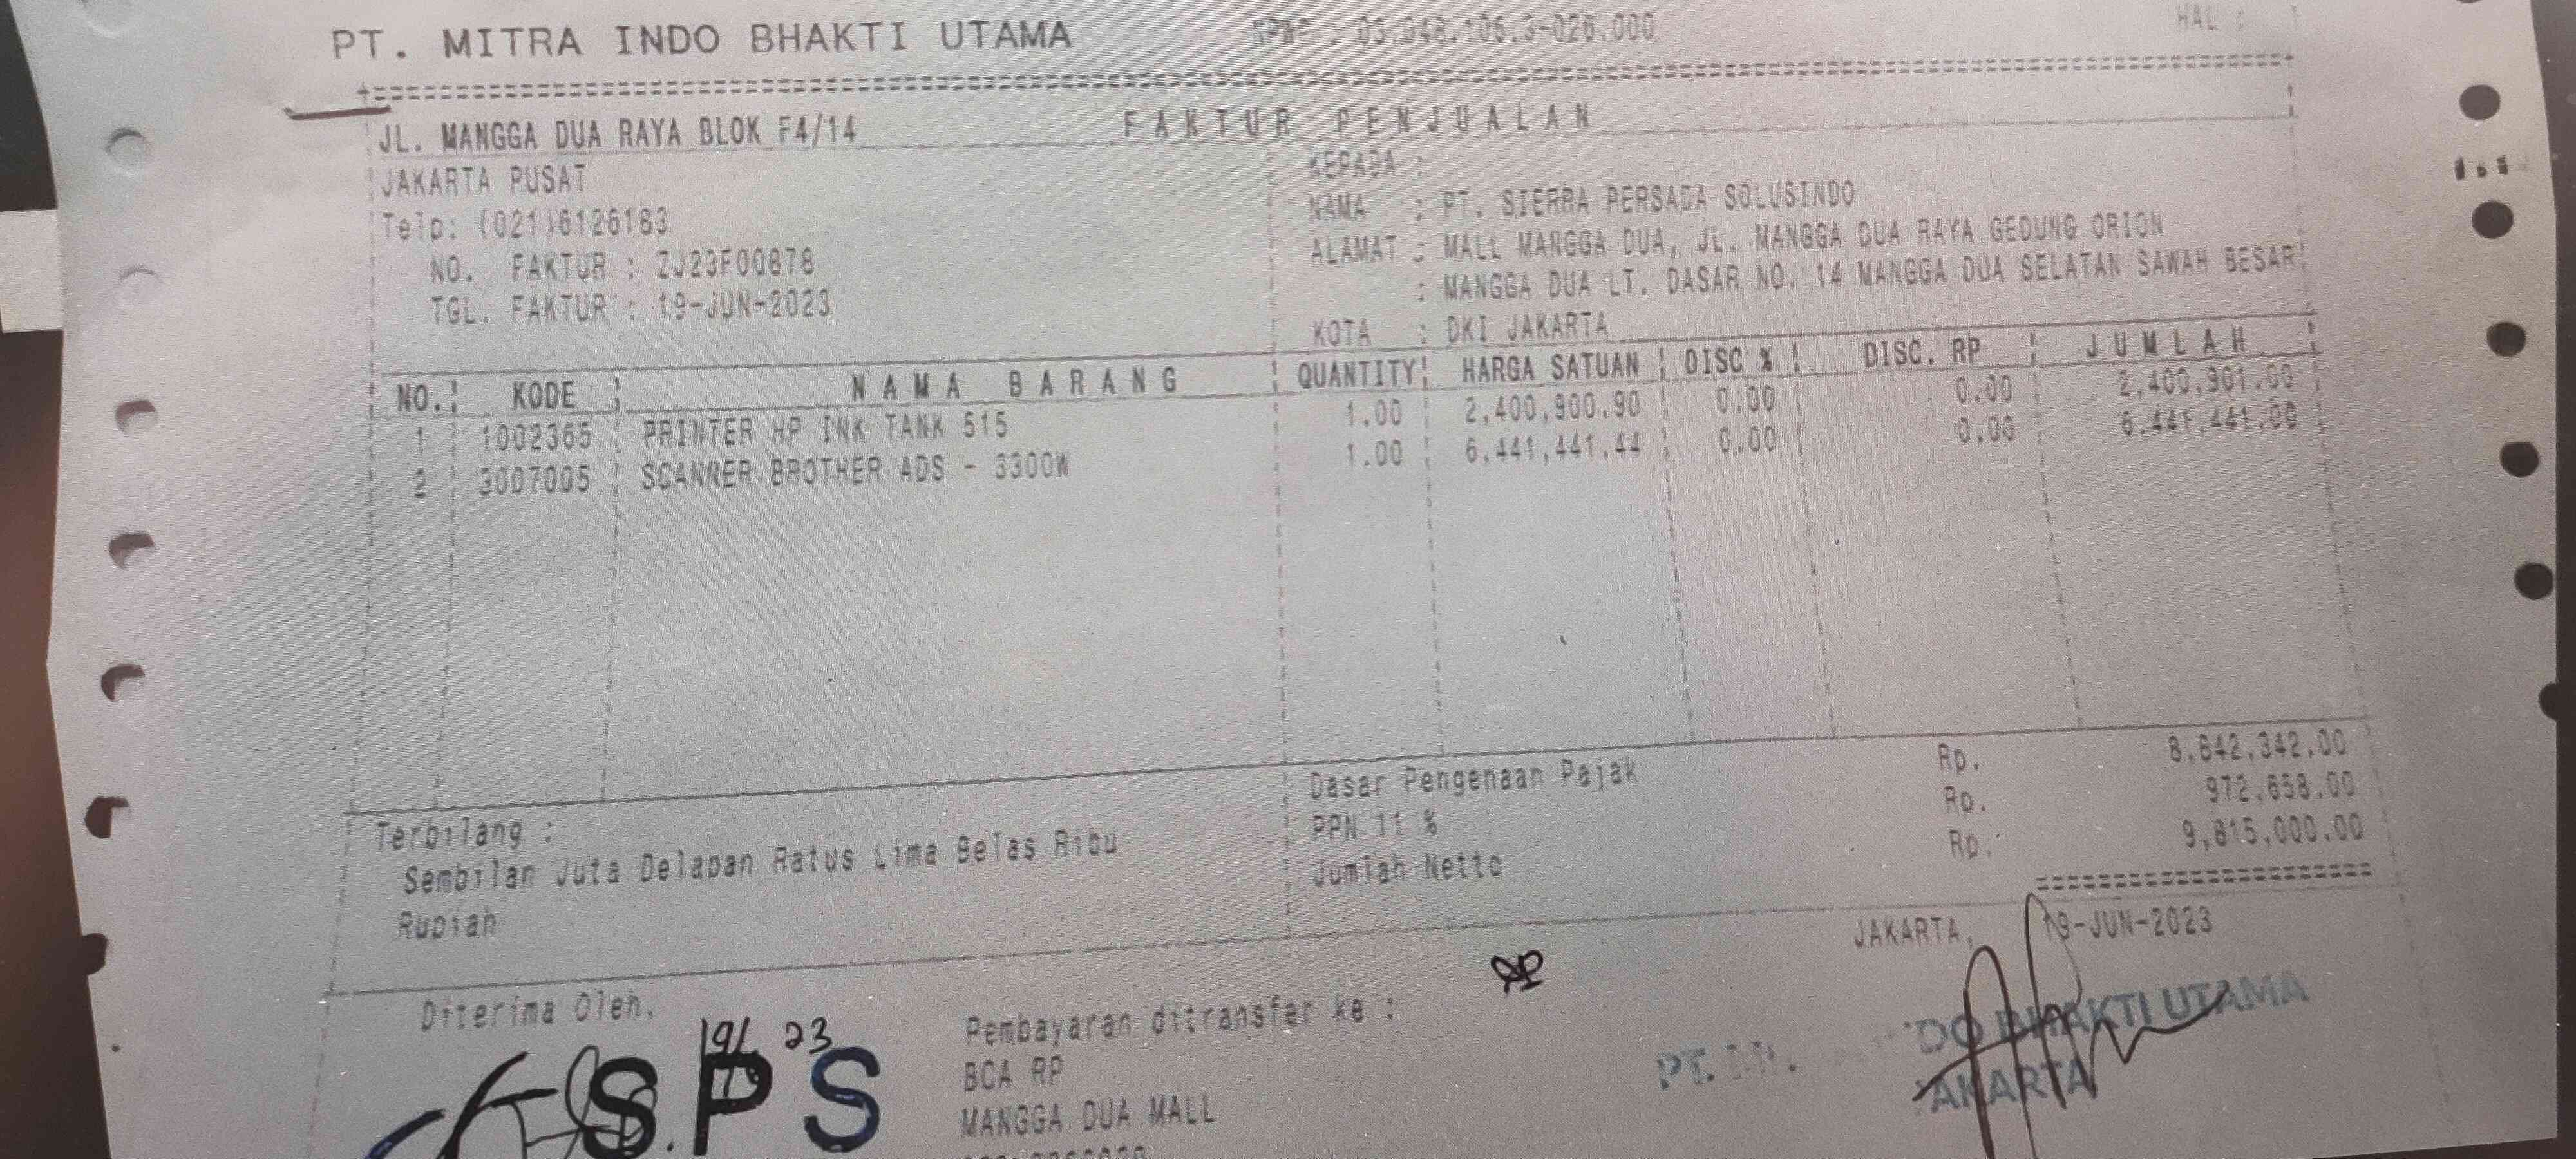 PT. MITRA INDO BHAKTI UTAMA NPWP : 03.048.106.3-026.000 HAL :
JL. MANGGA DUA RAYA BLOK F4/14 FAKTUR PENJUALAN
JAKARTA PUSAT
Telp: (021)6126183
NO. FAKTUR : ZJ23F00878
TGL. FAKTUR : 19-JUN-2023
KEPADA :
NAMA : PT. SIERRA PERSADA SOLUSINDO
ALAMAT : MALL MANGGA DUA, JL. MANGGA DUA RAYA GEDUNG ORION
: MANGGA DUA LT. DASAR NO. 14 MANGGA DUA SELATAN SAWAH BESAR
KOTA : DKI JAKARTA
NO. KODE NAMA BARANG QUANTITY HARGA SATUAN DISC % DISC. RP JUMLAH
1 1002365 PRINTER HP INK TANK 515 1.00 2,400,900.90 0.00 0.00 2,400,901.00
2 3007005 SCANNER BROTHER ADS - 3300W 1.00 6,441,441.44 0.00 0.00 6,441,441.00
Dasar Pengenaan Pajak Rp. 8,842,342.00
PPN 11 % Rp. 972,658.00
Jumlah Netto Rp. 9,815,000.00
Terbilang :
Sembilan Juta Delapan Ratus Lima Belas Ribu
Rupiah
JAKARTA, 19-JUN-2023
Diterima Oleh,
23
S.P.S
Pembayaran ditransfer ke :
BCA RP
MANGGA DUA MALL
PT. DO BHAKTI UTAMA
AKARTA